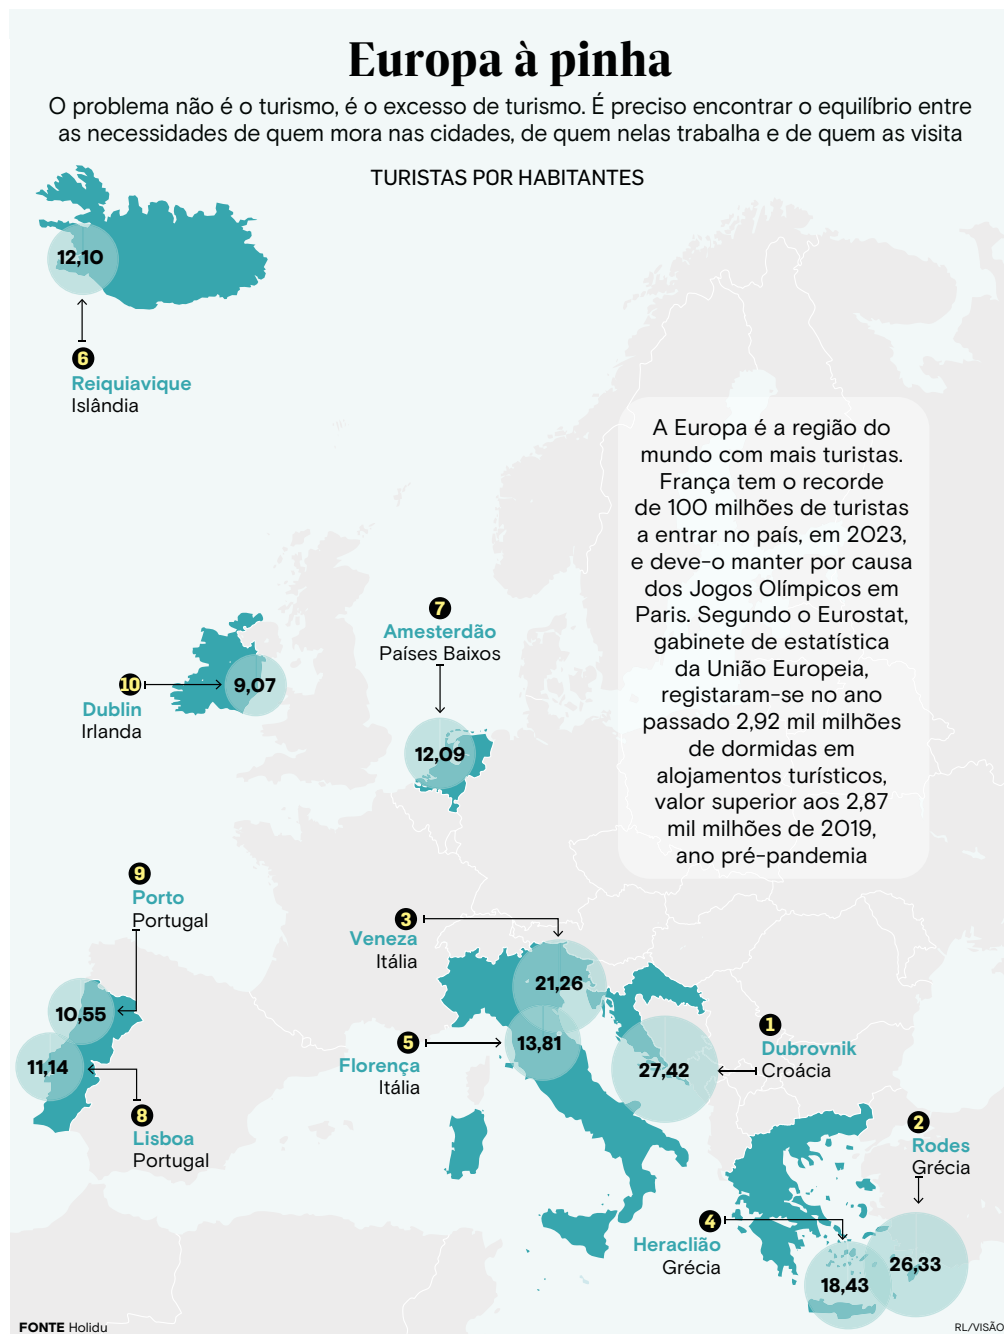 Europa à pinha
O problema não é o turismo, é o excesso de turismo. É preciso encontrar o equilíbrio entre
as necessidades de quem mora nas cidades, de quem nelas trabalha e de quem as visita
TURISTAS POR HABITANTES
12,10
6
Reiquiavique
Islândia
A Europa é a região do
mundo com mais turistas.
França tem o recorde
de 100 milhões de turistas
a entrar no país, em 2023,
e deve-o manter por causa
dos Jogos Olímpicos em
Paris. Segundo o Eurostat,
gabinete de estatística
da União Europeia,
registaram-se no ano
passado 2,92 mil milhões
de dormidas em
alojamentos turísticos,
valor superior aos 2,87
mil milhões de 2019,
ano pré-pandemia
7
Amesterdão
Países Baixos
12,09
10
Dublin
Irlanda
9,07
9
Porto
Portugal
10,55
11,14
8
Lisboa
Portugal
3
Veneza
Itália
21,26
5
Florença
Itália
13,81
1
Dubrovnik
Croácia
27,42
2
Rodes
Grécia
26,33
4
Heraclião
Grécia
18,43
FONTE Holidu
RL/VISÃO